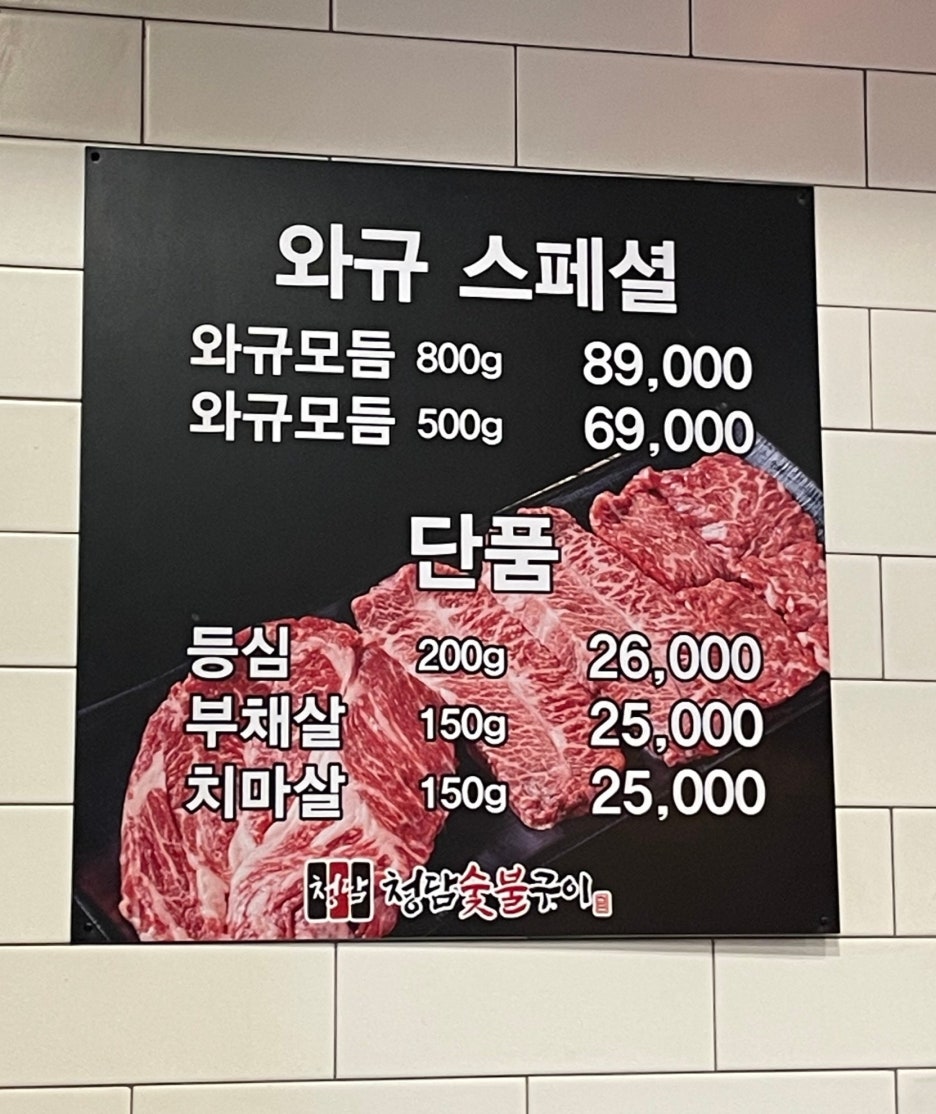 와규 스페셜
와규모듬 800g 89,000
와규모듬 500g 69,000
단품
등심 200g 26,000
부채살 150g 25,000
치마살 150g 25,000
청담 청담숯불구이